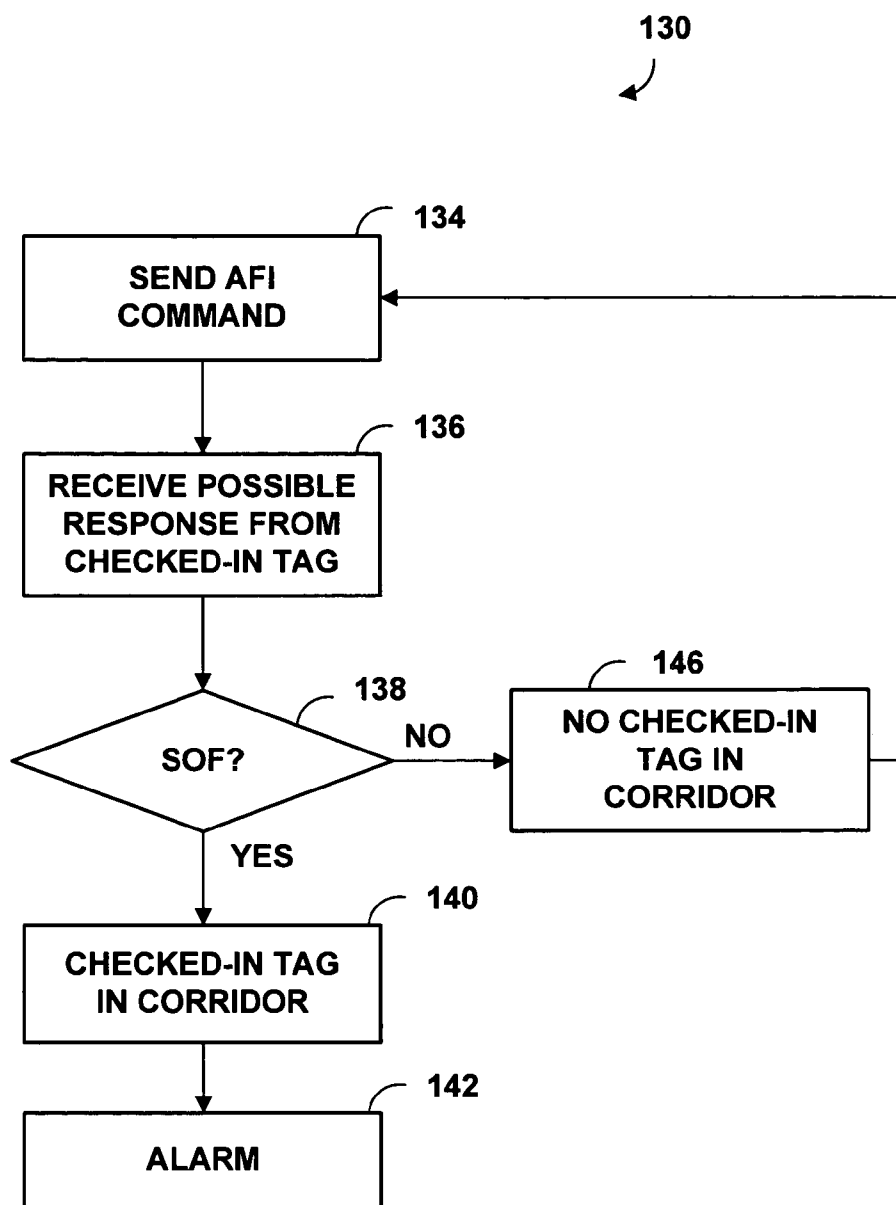 130
134
SEND AFI
COMMAND
136
RECEIVE POSSIBLE
RESPONSE FROM
CHECKED-IN TAG
138
SOF?
NO
146
NO CHECKED-IN
TAG IN
CORRIDOR
YES
140
CHECKED-IN TAG
IN CORRIDOR
142
ALARM